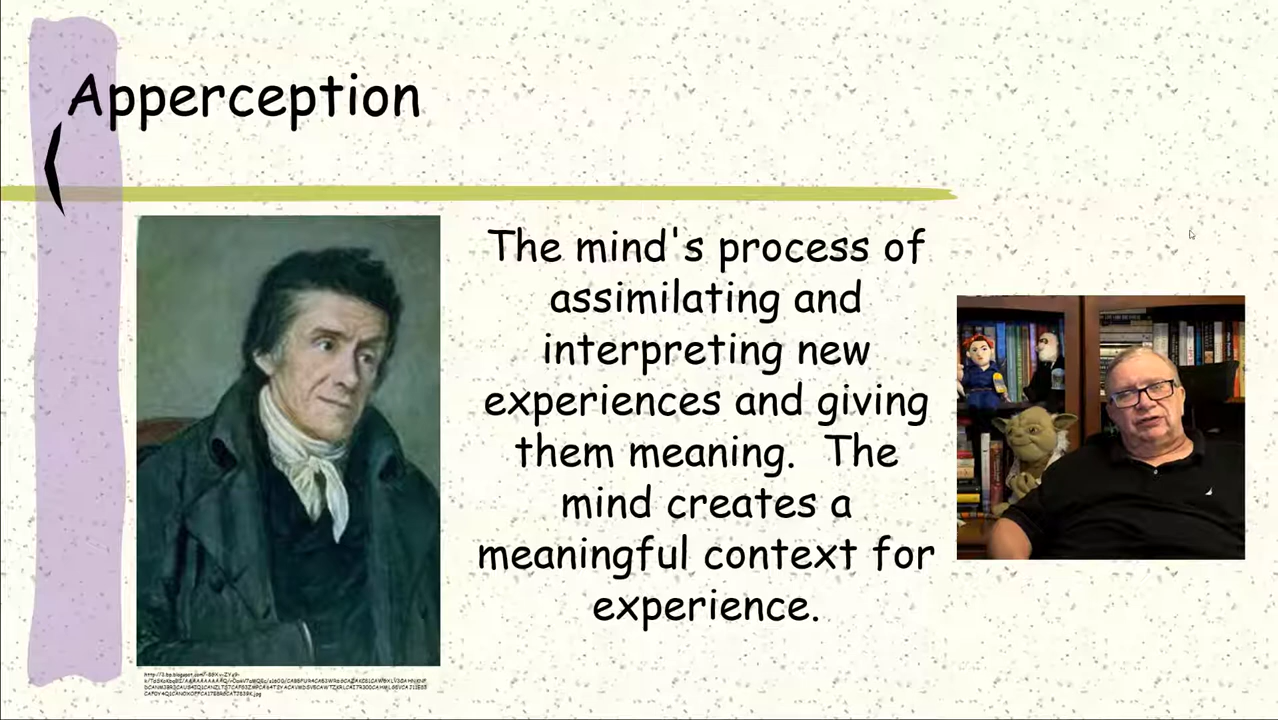 Apperception
The mind's process of
assimilating and
interpreting new
experiences and giving
them meaning.  The
mind creates a
meaningful context for
experience.